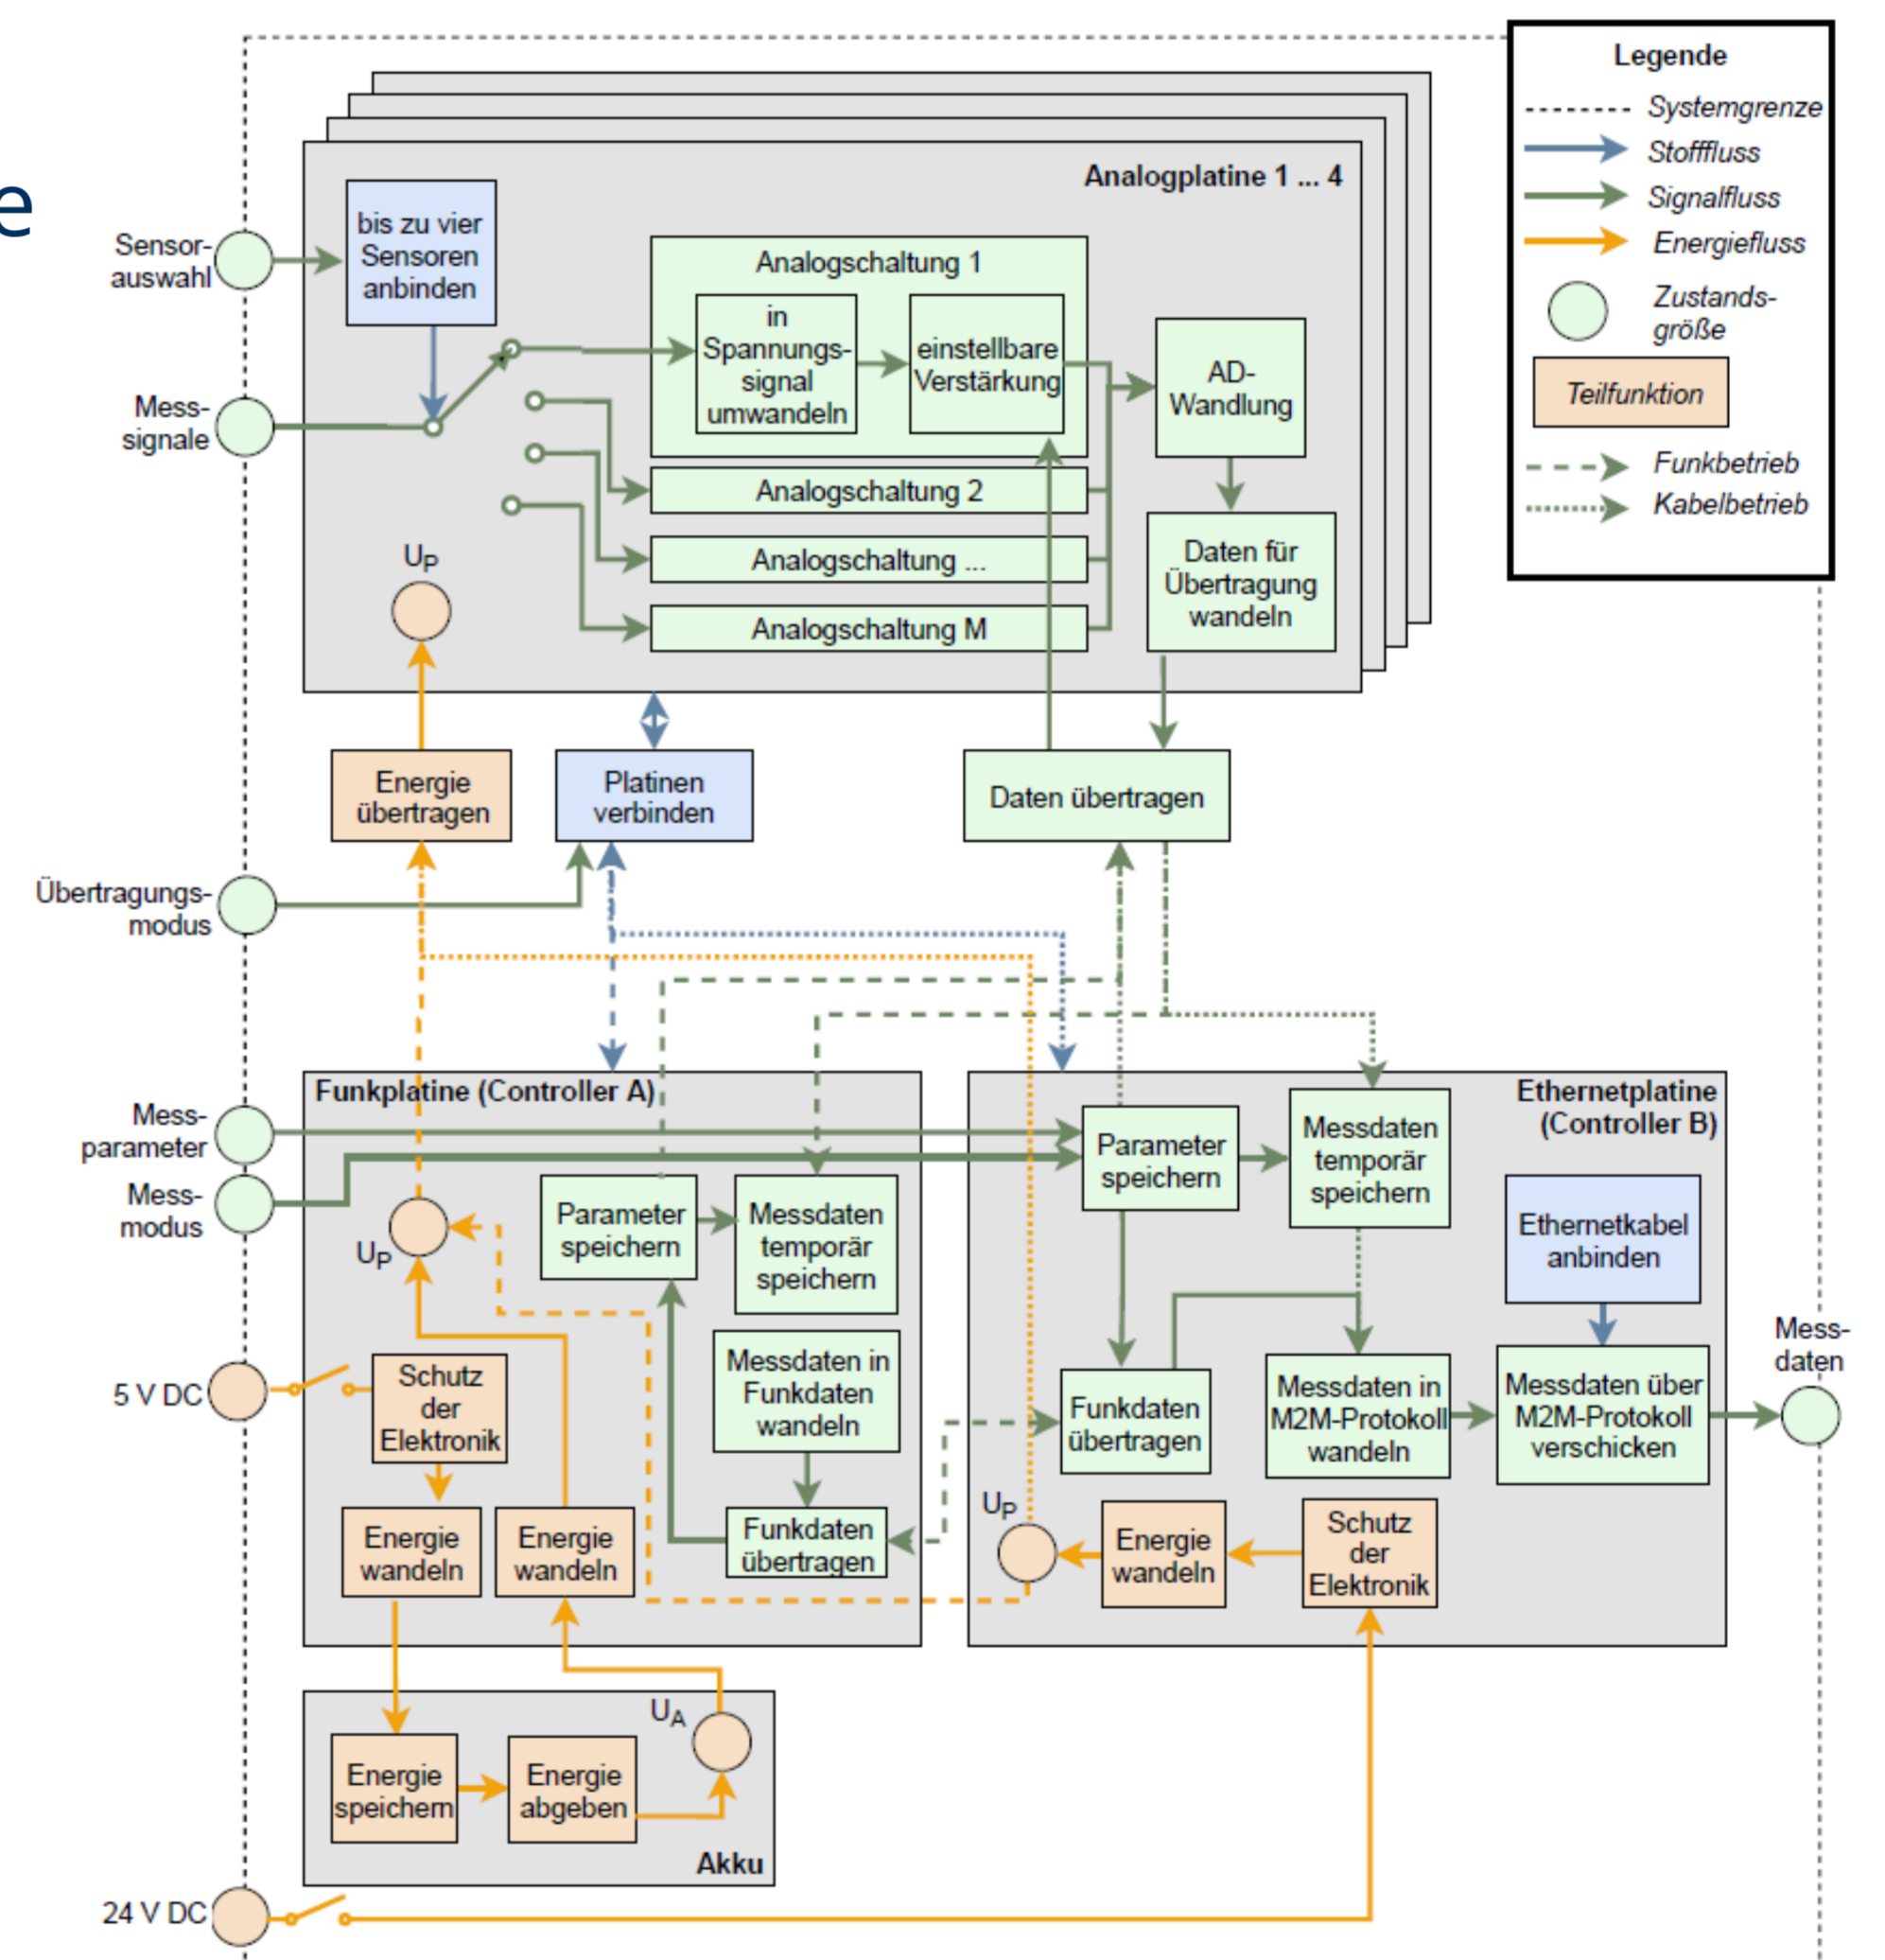 e
Legende
Systemgrenze
Stofffluss
Signalfluss
Energiefluss
Zustands-
größe
Teilfunktion
Funkbetrieb
Kabelbetrieb
Analogplatine 1 ... 4
bis zu vier
Sensoren
anbinden
Sensor-
auswahl
Mess-
signale
Analogschaltung 1
in
Spannungs-
signal
umwandeln
einstellbare
Verstärkung
AD-
Wandlung
Analogschaltung 2
Analogschaltung ...
Analogschaltung M
Daten für
Übertragung
wandeln
UP
Energie
übertragen
Platinen
verbinden
Daten übertragen
Übertragungs-
modus
Funkplatine (Controller A)
Mess-
parameter
Mess-
modus
UP
Parameter
speichern
Messdaten
temporär
speichern
Messdaten in
Funkdaten
wandeln
Funkdaten
übertragen
5 V DC
Schutz
der
Elektronik
Energie
wandeln
Energie
wandeln
Ethernetplatine
(Controller B)
Parameter
speichern
Messdaten
temporär
speichern
Ethernetkabel
anbinden
Funkdaten
übertragen
Messdaten in
M2M-Protokoll
wandeln
Messdaten über
M2M-Protokoll
verschicken
Mess-
daten
UP
Energie
wandeln
Schutz
der
Elektronik
UA
Energie
speichern
Energie
abgeben
Akku
24 V DC